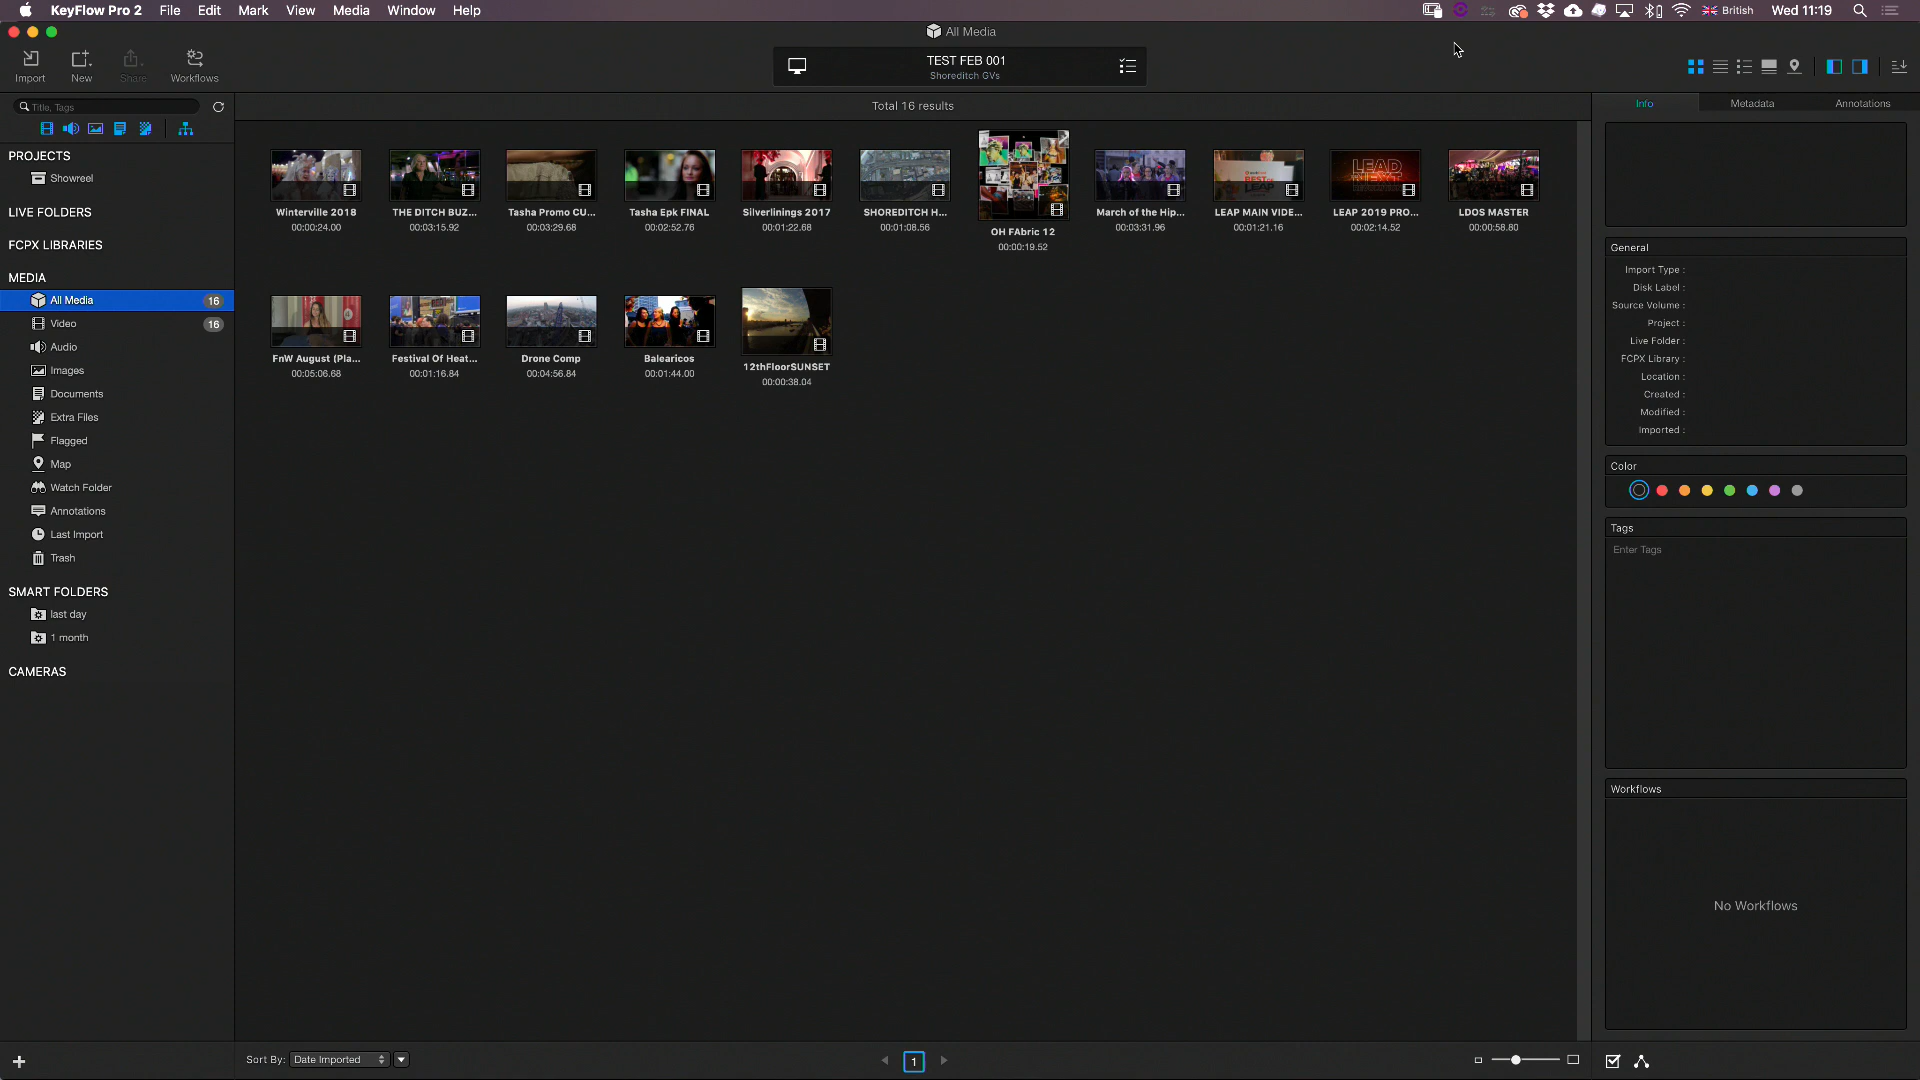 KeyFlow Pro 2 File Edit Mark View Media Window Help British Wed 11:19
All Media
Import New Share Workflows
TEST FEB 001
Shoreditch GVs
Title, Tags
Total 16 results
Info Metadata Annotations
PROJECTS
Showreel
LIVE FOLDERS
FCPX LIBRARIES
MEDIA
All Media 16
Video 16
Audio
Images
Documents
Extra Files
Flagged
Map
Watch Folder
Annotations
Last Import
Trash
SMART FOLDERS
last day
1 month
CAMERAS
Winterville 2018
00:00:24.00
THE DITCH BUZ...
00:03:15.92
Tasha Promo CU...
00:03:29.68
Tasha Epk FINAL
00:02:52.76
Silverlinings 2017
00:01:22.68
SHOREDITCH H...
00:01:08.56
OH FAbric 12
00:00:19.52
March of the Hip...
00:03:31.96
LEAP MAIN VIDE...
00:01:21.16
LEAD
LEAP 2019 PRO...
00:02:14.52
LDOS MASTER
00:00:58.80
FnW August (Pla...
00:05:06.68
Festival Of Heat...
00:01:16.84
Drone Comp
00:04:56.84
Balearicos
00:01:44.00
12thFloorSUNSET
00:00:38.04
General
Import Type :
Disk Label :
Source Volume :
Project :
Live Folder :
FCPX Library :
Location :
Created :
Modified :
Imported :
Color
Tags
Enter Tags
Workflows
No Workflows
Sort By: Date Imported
1